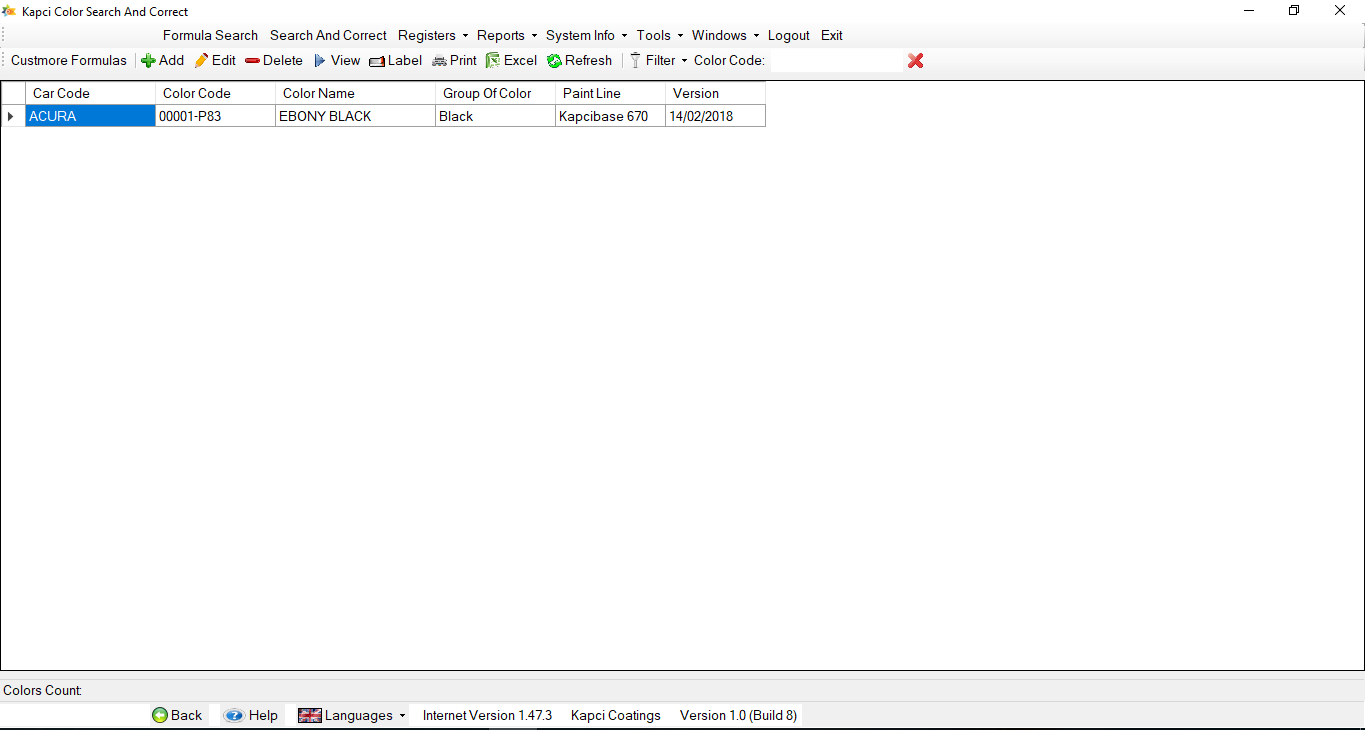 Kapci Color Search And Correct
Formula Search Search And Correct Registers Reports System Info Tools Windows Logout Exit
Custmore Formulas Add Edit Delete View Label Print Excel Refresh Filter Color Code:
Car Code Color Code Color Name Group Of Color Paint Line Version
ACURA 00001-P83 EBONY BLACK Black Kapcibase 670 14/02/2018
Colors Count:
Back Help Languages Internet Version 1.47.3 Kapci Coatings Version 1.0 (Build 8)